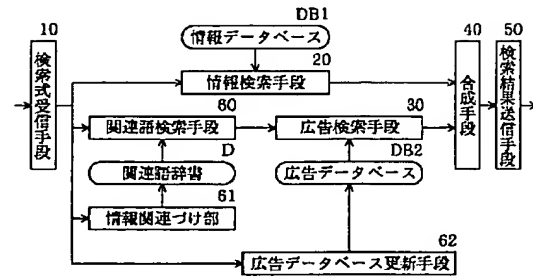 DB1
10
情報データベース
40
50
20
検索式受信手段
情報検索手段
合成手段
検索結果送信手段
60
30
関連語検索手段
広告検索手段
D
DB2
関連語辞書
広告データベース
61
情報関連づけ部
62
広告データベース更新手段